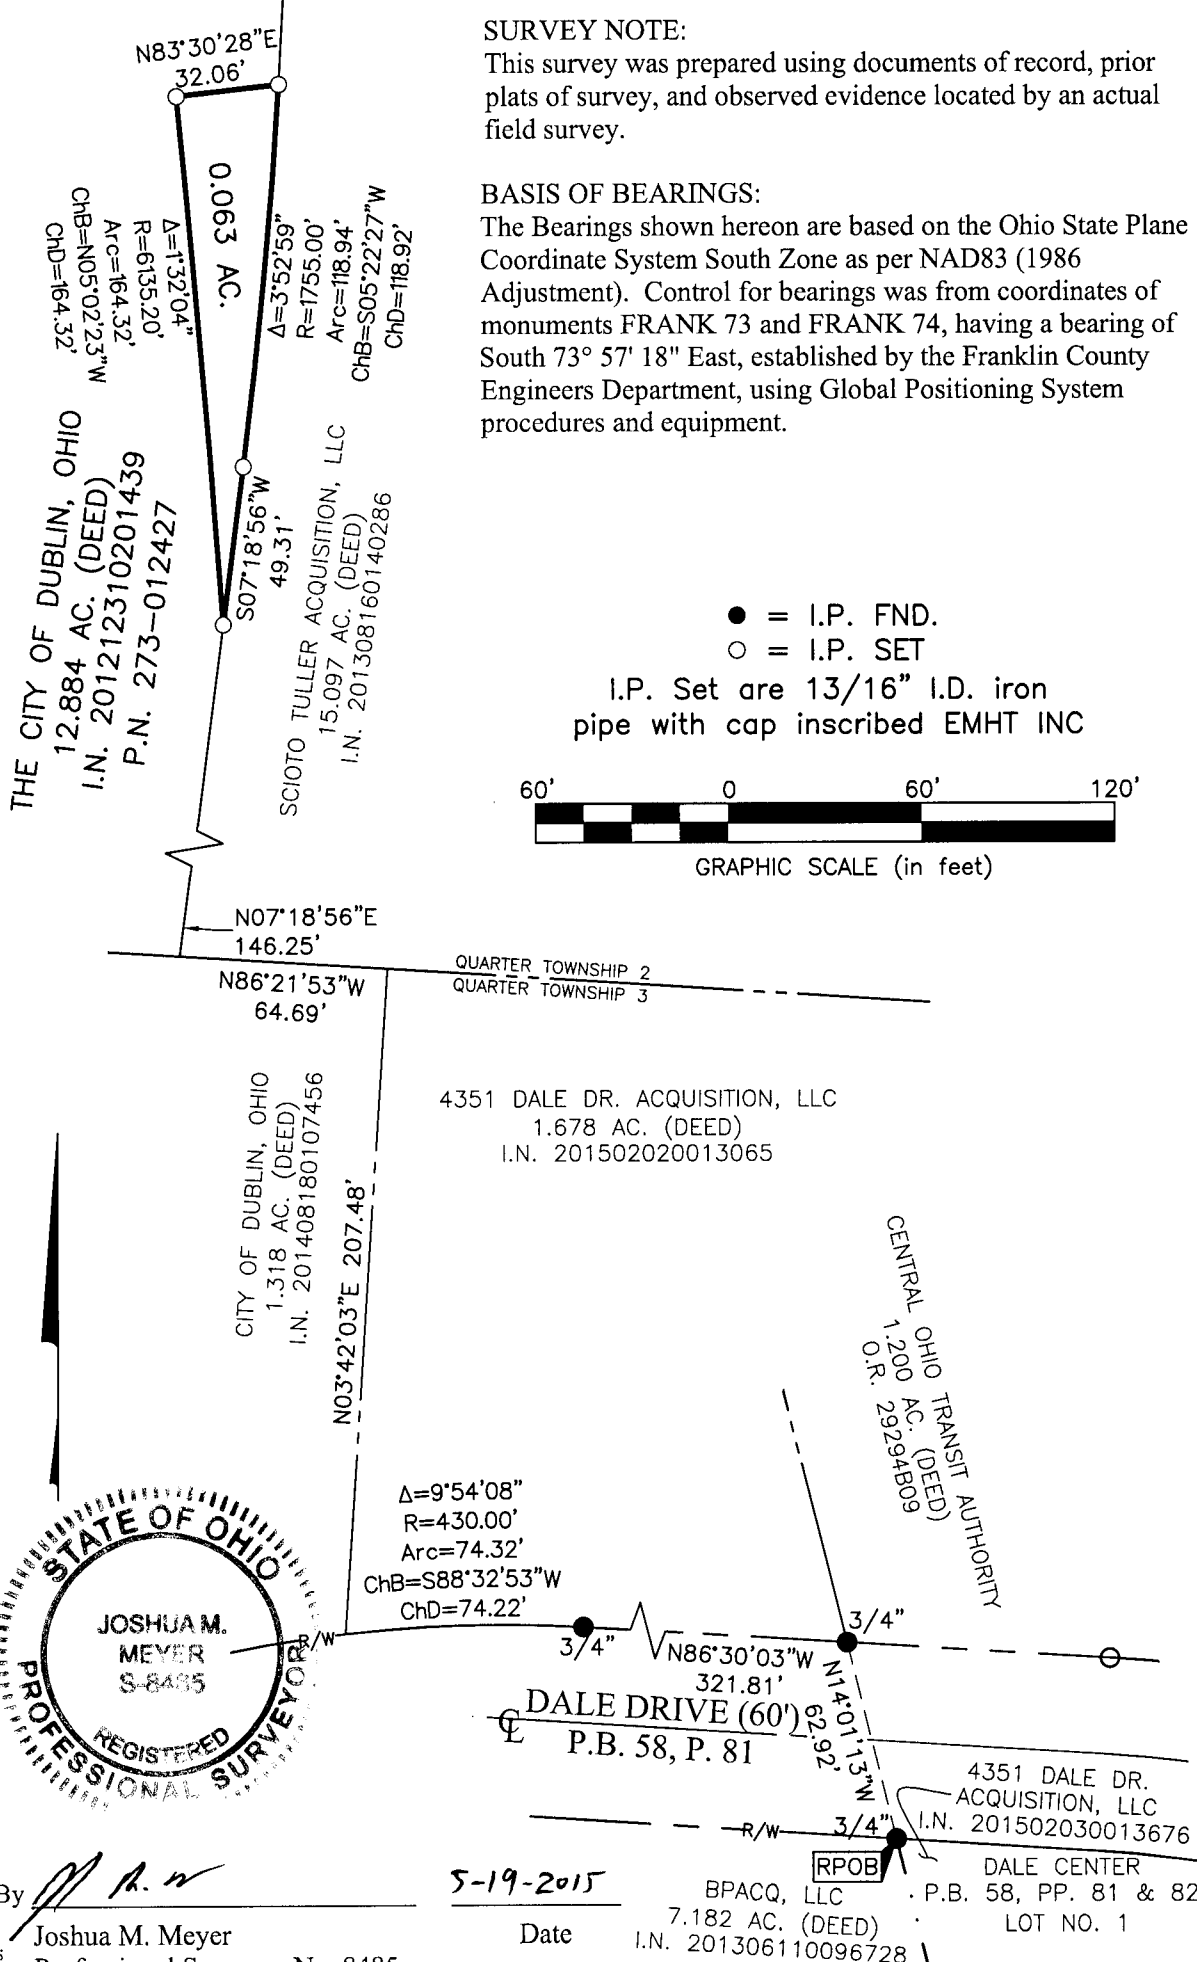 N83°30'28"E
32.06'
0.063 AC.
Δ=1°32'04"
R=6135.20'
Arc=164.32'
ChB=N05°02'23"W
ChD=164.32'
Δ=3°52'59"
R=1755.00'
Arc=118.94'
ChB=S05°22'27"W
ChD=118.92'
S07°18'56"W
49.31'
THE CITY OF DUBLIN, OHIO
12.884 AC. (DEED)
I.N. 201212310201439
P.N. 273-012427
SCIOTO TULLER ACQUISITION, LLC
15.097 AC. (DEED)
I.N. 201308160140286
SURVEY NOTE:
This survey was prepared using documents of record, prior
plats of survey, and observed evidence located by an actual
field survey.
BASIS OF BEARINGS:
The Bearings shown hereon are based on the Ohio State Plane
Coordinate System South Zone as per NAD83 (1986
Adjustment). Control for bearings was from coordinates of
monuments FRANK 73 and FRANK 74, having a bearing of
South 73° 57' 18" East, established by the Franklin County
Engineers Department, using Global Positioning System
procedures and equipment.
● = I.P. FND.
○ = I.P. SET
I.P. Set are 13/16" I.D. iron
pipe with cap inscribed EMHT INC
60' 0 60' 120'
GRAPHIC SCALE (in feet)
N07°18'56"E
146.25'
N86°21'53"W
64.69'
QUARTER TOWNSHIP 2
QUARTER TOWNSHIP 3
CITY OF DUBLIN, OHIO
1.318 AC. (DEED)
I.N. 201408180107456
N03°42'03"E 207.48'
4351 DALE DR. ACQUISITION, LLC
1.678 AC. (DEED)
I.N. 201502020013065
CENTRAL OHIO TRANSIT AUTHORITY
1.200 AC. (DEED)
O.R. 29294B09
Δ=9°54'08"
R=430.00'
Arc=74.32'
ChB=S88°32'53"W
ChD=74.22'
R/W
3/4"
3/4"
N86°30'03"W
321.81'
N14°01'13"W
62.92'
℄ DALE DRIVE (60')
P.B. 58, P. 81
STATE OF OHIO
JOSHUA M.
MEYER
S-8485
REGISTERED
PROFESSIONAL SURVEYOR
4351 DALE DR.
ACQUISITION, LLC
I.N. 201502030013676
R/W
3/4"
RPOB
DALE CENTER
P.B. 58, PP. 81 & 82
LOT NO. 1
BPACQ, LLC
7.182 AC. (DEED)
I.N. 201306110096728
By
5-19-2015
Joshua M. Meyer
Date
Professional Surveyor No. 8485